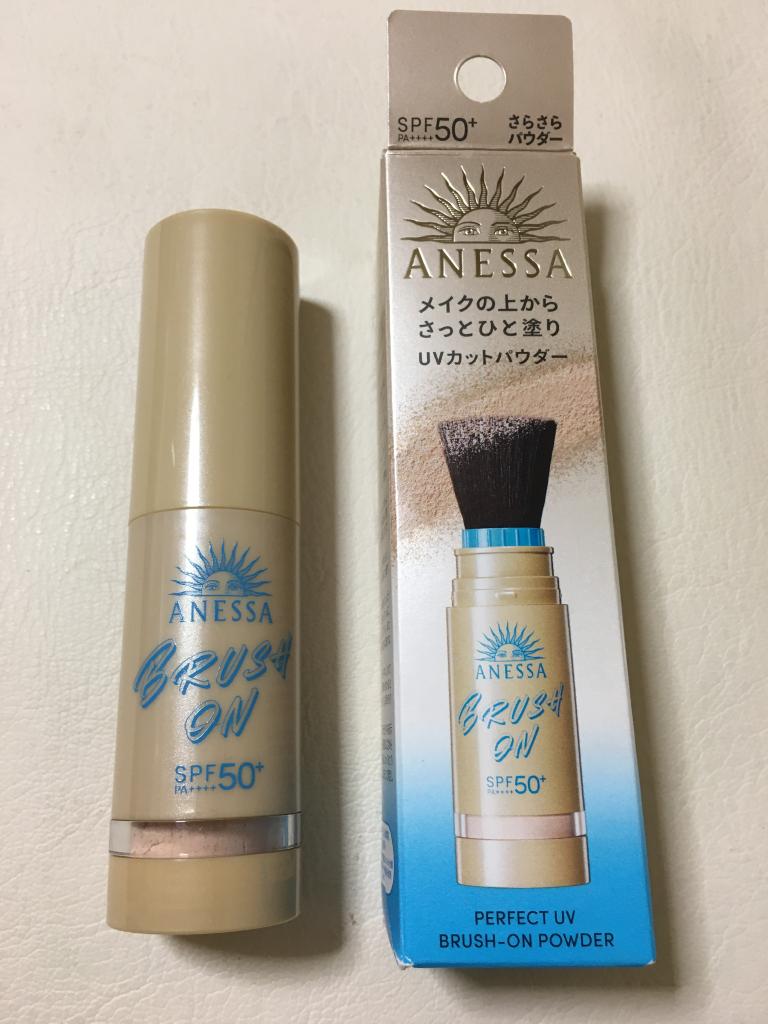 ANESSA
BRUSH
ON
SPF50+
PA++++
SPF50+
PA++++
さらさら
パウダー
ANESSA
メイクの上から
さっとひと塗り
UVカットパウダー
ANESSA
BRUSH
ON
SPF50+
PA++++
PERFECT UV
BRUSH-ON POWDER